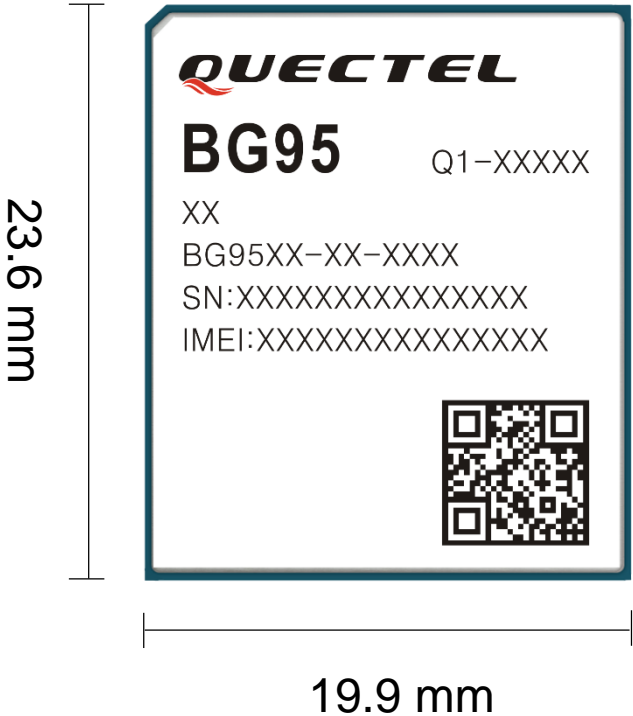 QUECTEL
BG95 Q1-XXXXX
XX
BG95XX-XX-XXXX
SN:XXXXXXXXXXXXXXX
IMEI:XXXXXXXXXXXXXXX
23.6 mm
19.9 mm